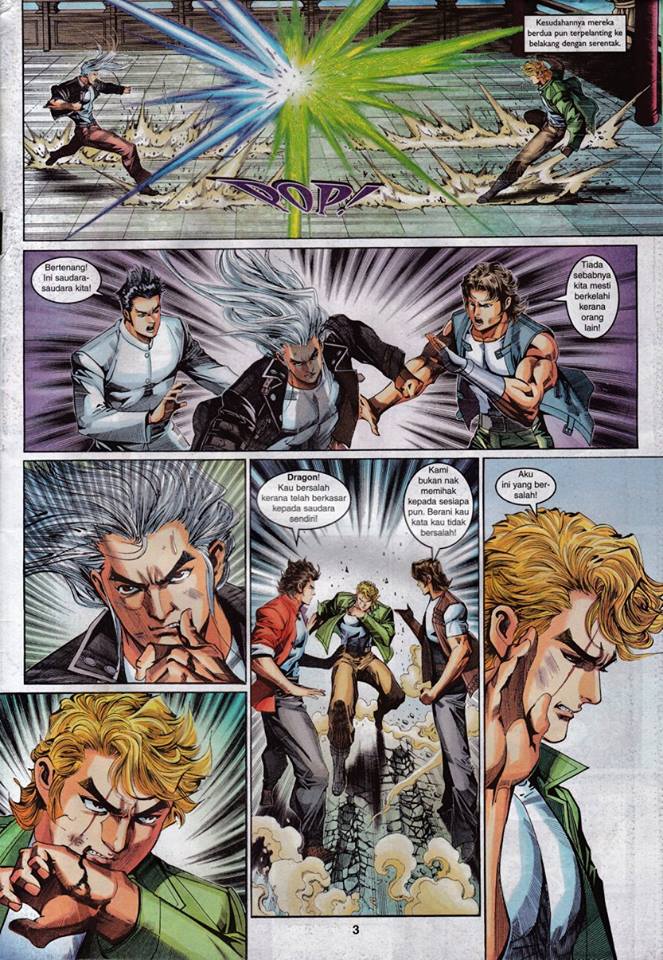 Kesudahannya mereka
berdua pun terpelanting ke
belakang dengan serentak.
POP!
Bertenang!
Ini saudara-
saudara kita!
Tiada
sebabnya
kita mesti
berkelahi
kerana
orang
lain!
Dragon!
Kau bersalah
kerana telah berkasar
kepada saudara
sendiri!
Kami
bukan nak
memihak
kepada sesiapa
pun. Berani kau
kata kau tidak
bersalah!
Aku
ini yang ber-
salah!
3